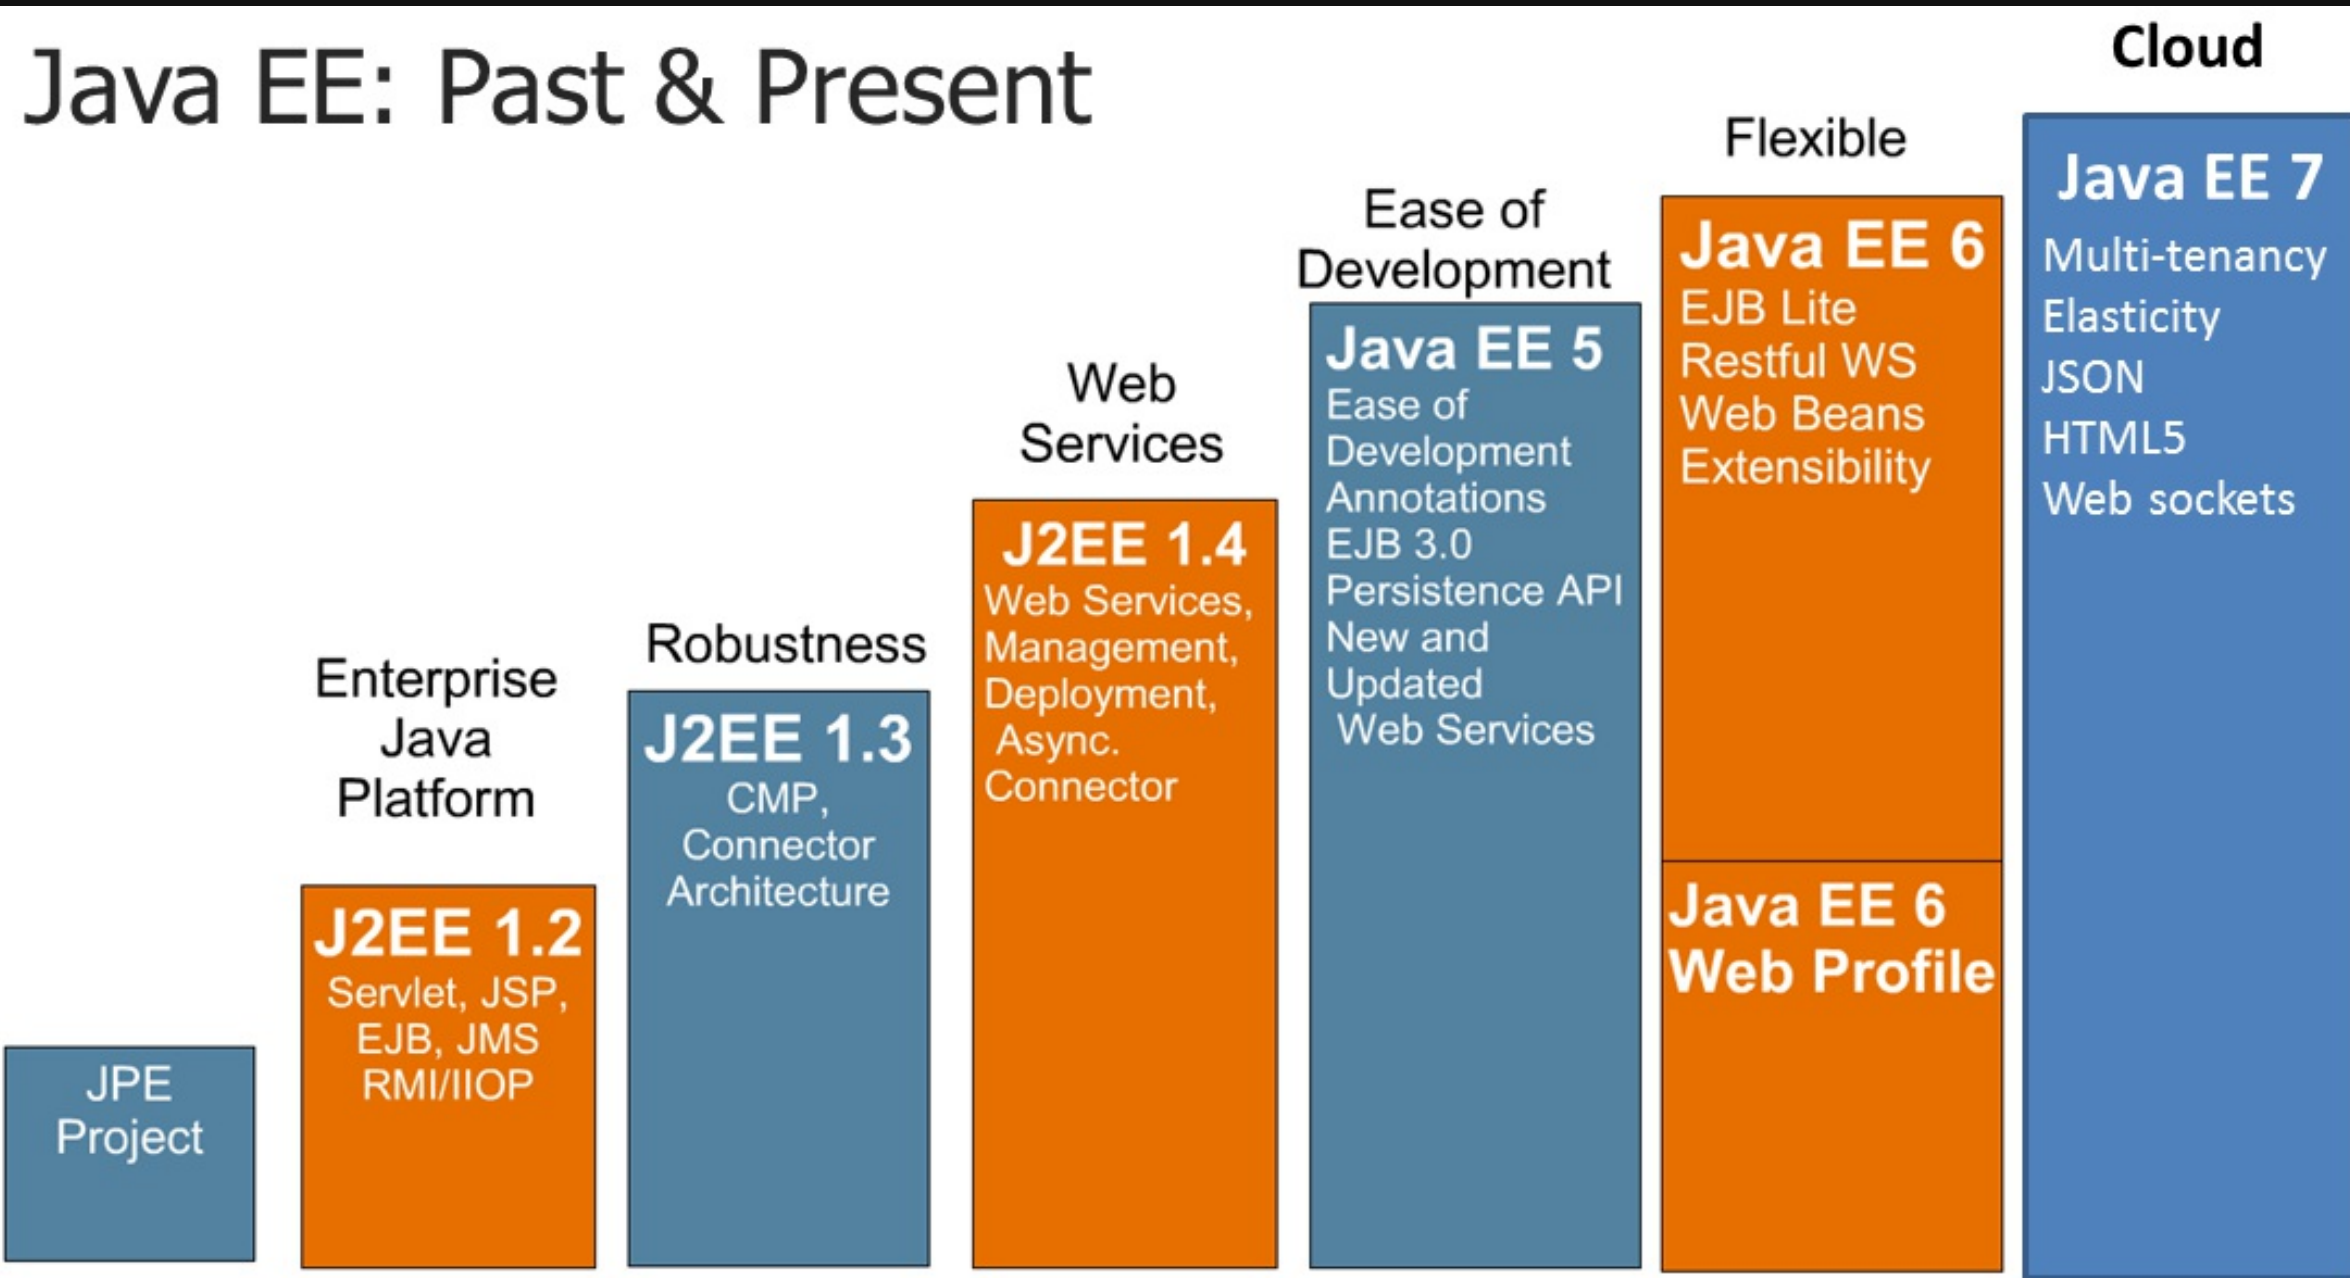 Java EE: Past & Present
JPE
Project
Enterprise
Java
Platform
J2EE 1.2
Servlet, JSP,
EJB, JMS
RMI/IIOP
Robustness
J2EE 1.3
CMP,
Connector
Architecture
Web
Services
J2EE 1.4
Web Services,
Management,
Deployment,
Async.
Connector
Ease of
Development
Java EE 5
Ease of
Development
Annotations
EJB 3.0
Persistence API
New and
Updated
Web Services
Flexible
Java EE 6
EJB Lite
Restful WS
Web Beans
Extensibility
Java EE 6
Web Profile
Cloud
Java EE 7
Multi-tenancy
Elasticity
JSON
HTML5
Web sockets